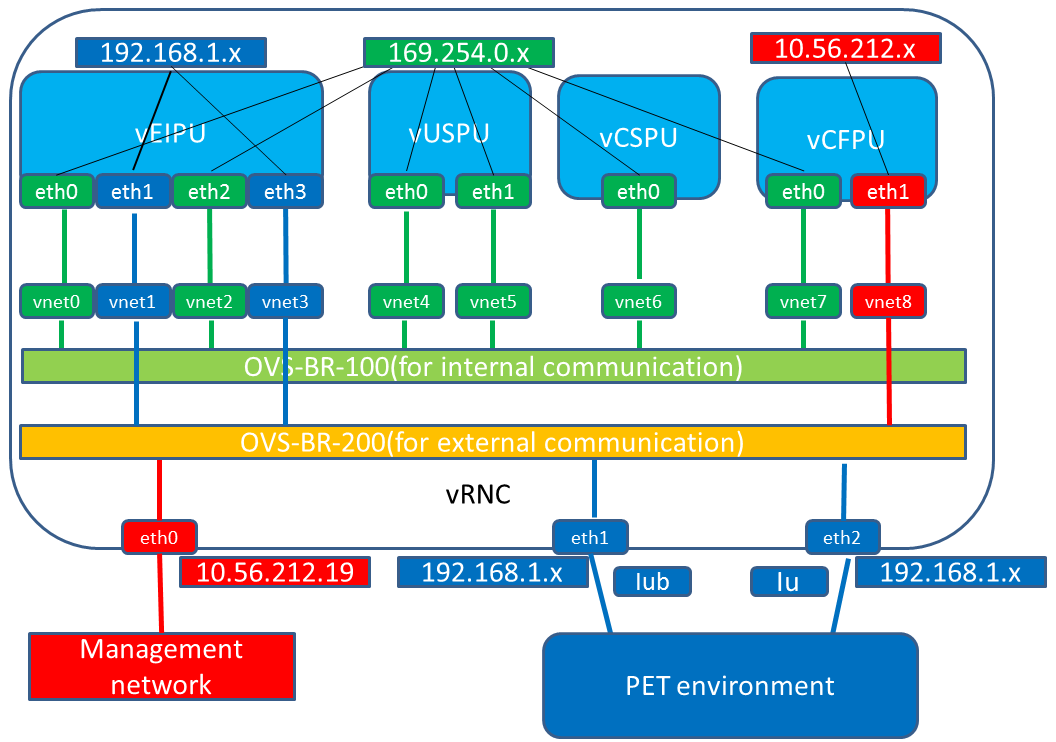 192.168.1.x
169.254.0.x
10.56.212.x
vEIPU
vUSPU
vCSPU
vCFPU
eth0
eth1
eth2
eth3
eth0
eth1
eth0
eth0
eth1
vnet0
vnet1
vnet2
vnet3
vnet4
vnet5
vnet6
vnet7
vnet8
OVS-BR-100(for internal communication)
OVS-BR-200(for external communication)
vRNC
eth0
eth1
eth2
10.56.212.19
192.168.1.x
Iub
Iu
192.168.1.x
Management
network
PET environment